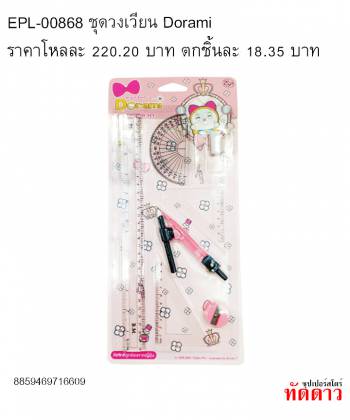 EPL-00868 ชุดวงเวียน Dorami
ราคาโหลละ 220.20 บาท ตกชิ้นละ 18.35 บาท
Dorami
8859469716609
ซุปเปอร์สโตร์
ทัดดาว